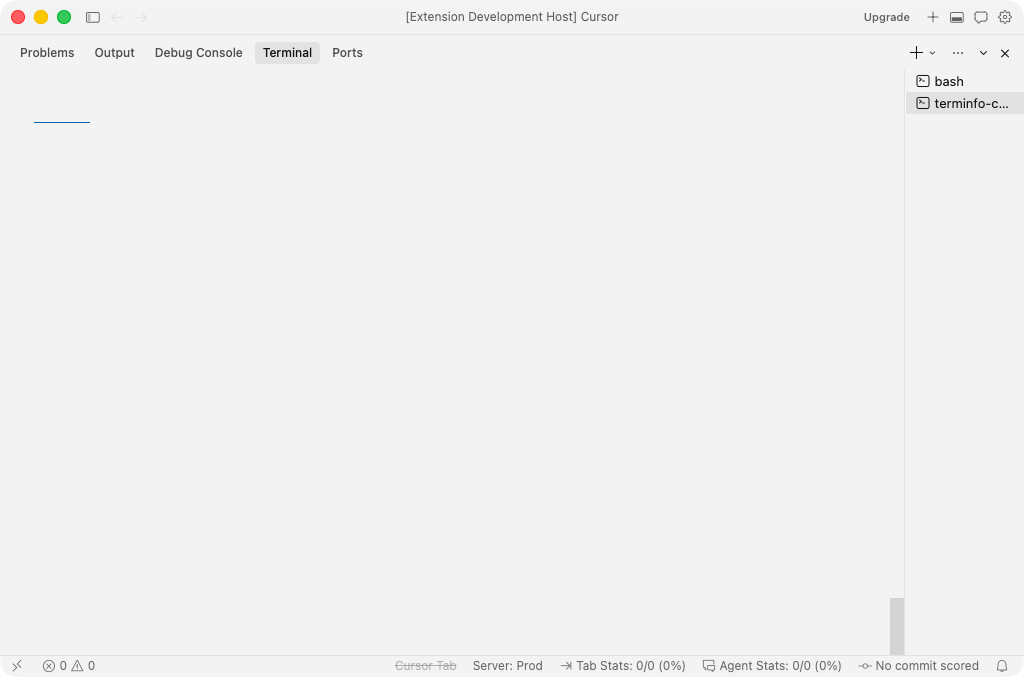 [Extension Development Host] Cursor
Upgrade
Problems Output Debug Console Terminal Ports
bash
terminfo-c...
0 0 Cursor Tab Server: Prod Tab Stats: 0/0 (0%) Agent Stats: 0/0 (0%) No commit scored